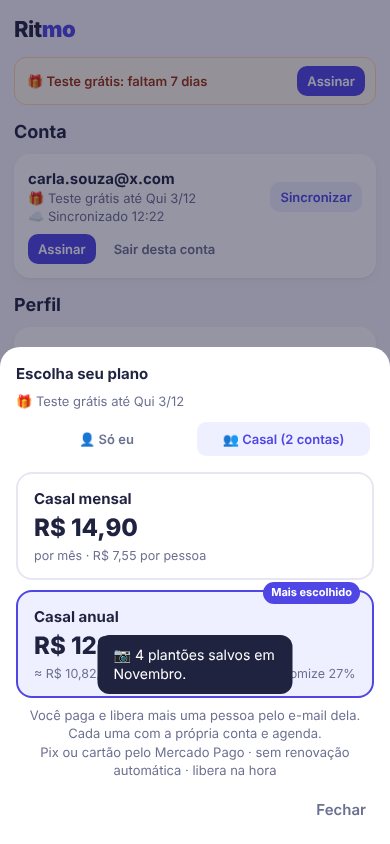 Ritmo
🎁 Teste grátis: faltam 7 dias
Assinar
Conta
carla.souza@x.com
🎁 Teste grátis até Qui 3/12
☁️ Sincronizado 12:22
Sincronizar
Assinar
Sair desta conta
Perfil
Escolha seu plano
🎁 Teste grátis até Qui 3/12
👤 Só eu
👥 Casal (2 contas)
Casal mensal
R$ 14,90
por mês · R$ 7,55 por pessoa
Mais escolhido
Casal anual
R$ 12
≈ R$ 10,82
omize 27%
📷 4 plantões salvos em
Novembro.
Você paga e libera mais uma pessoa pelo e-mail dela.
Cada uma com a própria conta e agenda.
Pix ou cartão pelo Mercado Pago · sem renovação
automática · libera na hora
Fechar